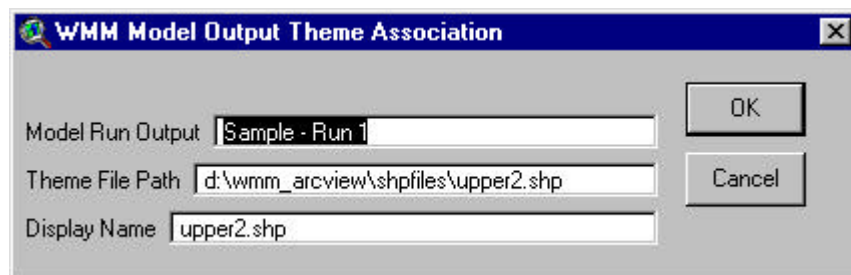 WMM Model Output Theme Association
Model Run Output Sample - Run 1
OK
Theme File Path d:\wmm_arcview\shpfiles\upper2.shp
Cancel
Display Name upper2.shp